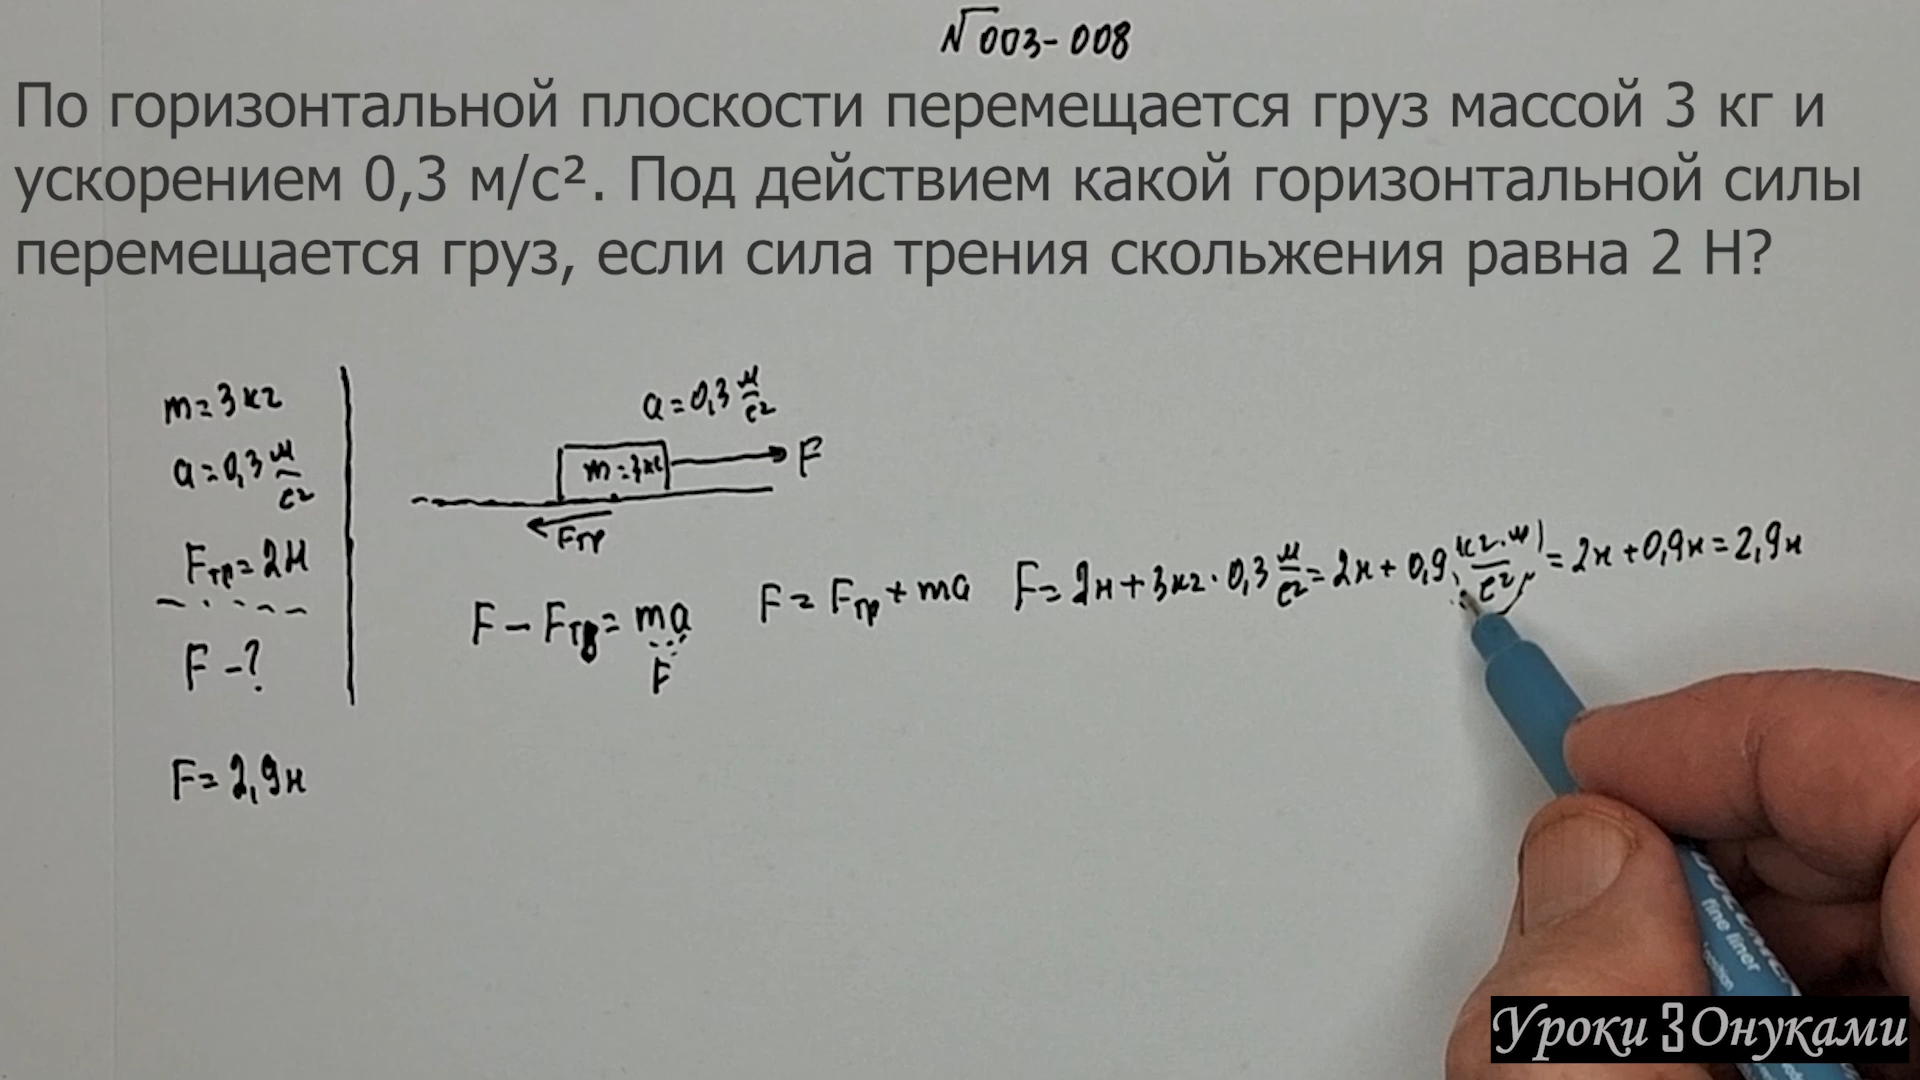 №003-008
По горизонтальной плоскости перемещается груз массой 3 кг и
ускорением 0,3 м/с². Под действием какой горизонтальной силы
перемещается груз, если сила трения скольжения равна 2 Н?
m=3кг
a=0,3 м/с²
Fтр=2Н
F-?
F=2,9н
a=0,3 м/с²
m=3кг
F
Fтр
F-Fтр=ma
F
F=Fтр+ma
F=2н+3кг·0,3 м/с²=2н+0,9 (кг·м)/с²=2н+0,9н=2,9н
fine liner
Уроки З Онуками